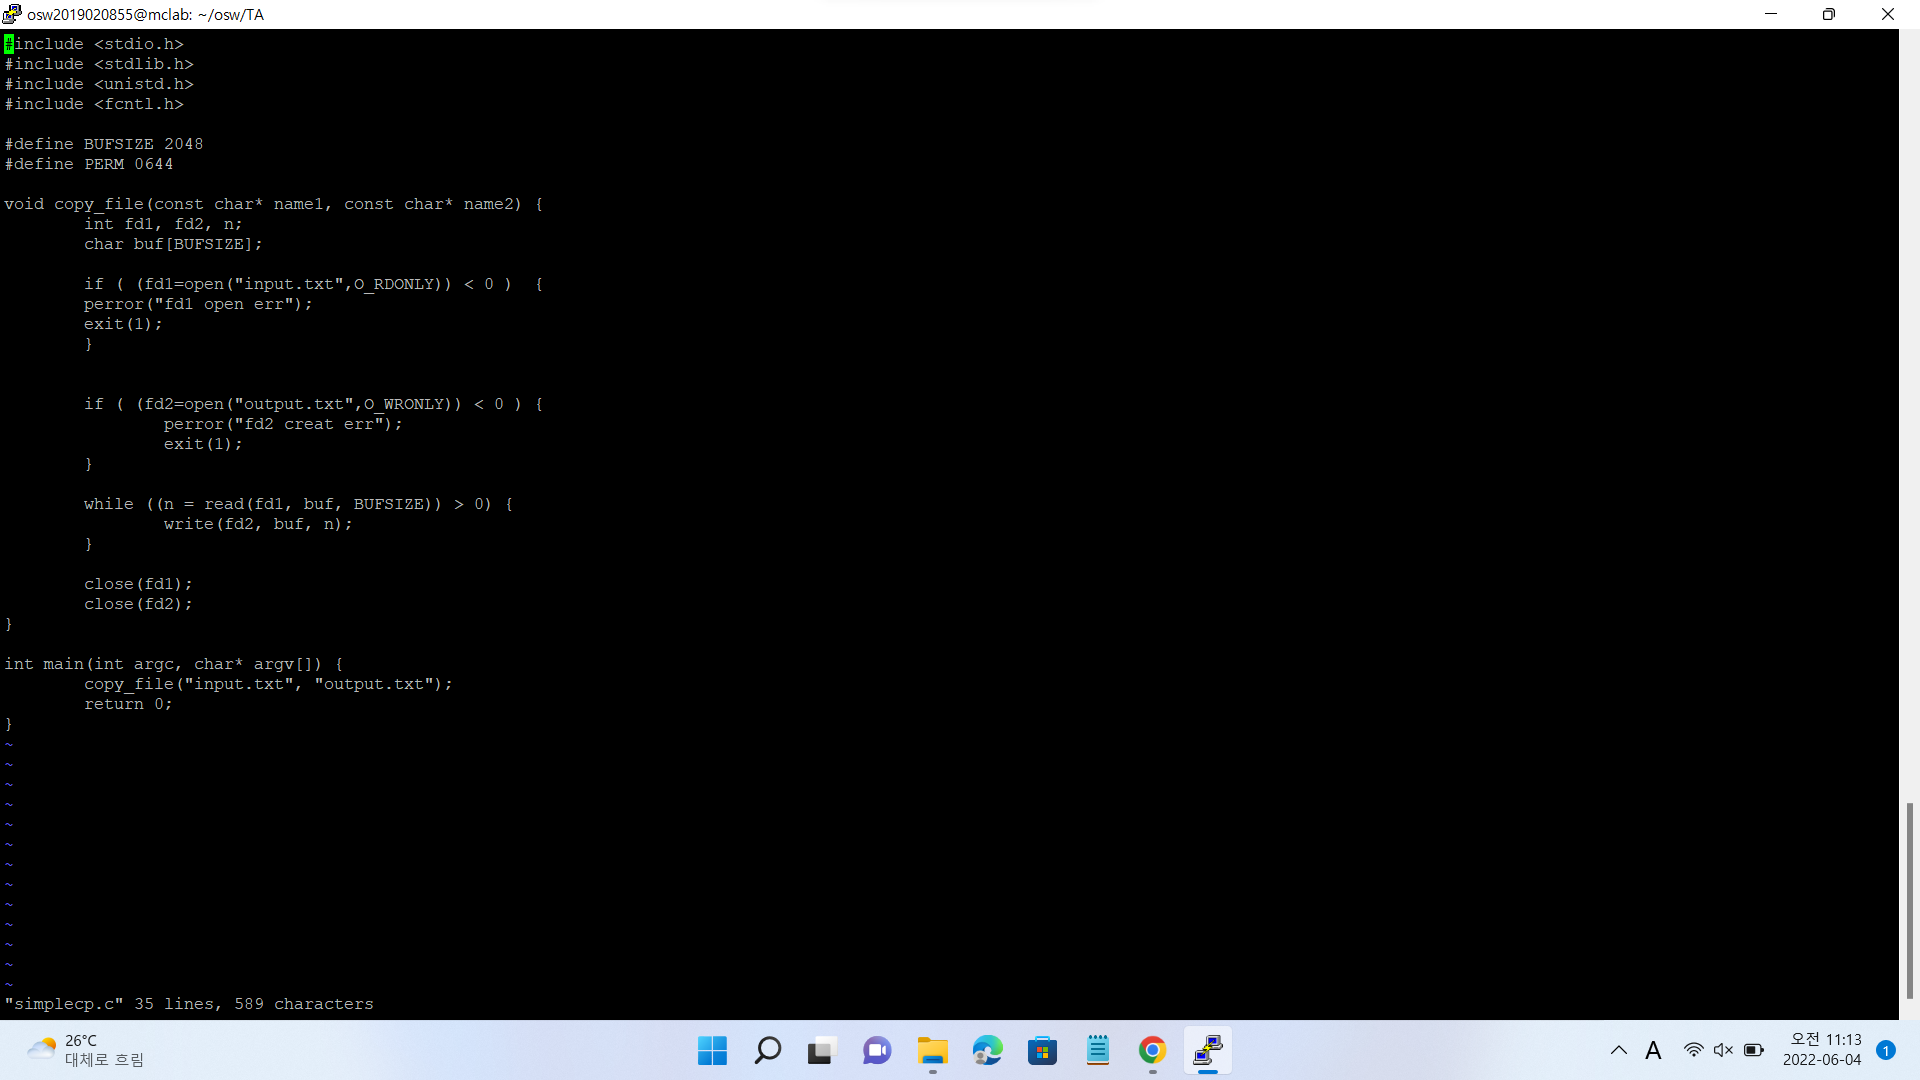 osw2019020855@mclab: ~/osw/TA
#include <stdio.h>
#include <stdlib.h>
#include <unistd.h>
#include <fcntl.h>
#define BUFSIZE 2048
#define PERM 0644
void copy_file(const char* name1, const char* name2) {
int fd1, fd2, n;
char buf[BUFSIZE];
if ( (fd1=open("input.txt",O_RDONLY)) < 0 )  {
perror("fd1 open err");
exit(1);
}
if ( (fd2=open("output.txt",O_WRONLY)) < 0 ) {
perror("fd2 creat err");
exit(1);
}
while ((n = read(fd1, buf, BUFSIZE)) > 0) {
write(fd2, buf, n);
}
close(fd1);
close(fd2);
}
int main(int argc, char* argv[]) {
copy_file("input.txt", "output.txt");
return 0;
}
~
~
~
~
~
~
~
~
~
~
~
~
~
"simplecp.c" 35 lines, 589 characters
26°C
대체로 흐림
A
오전 11:13
2022-06-04
1